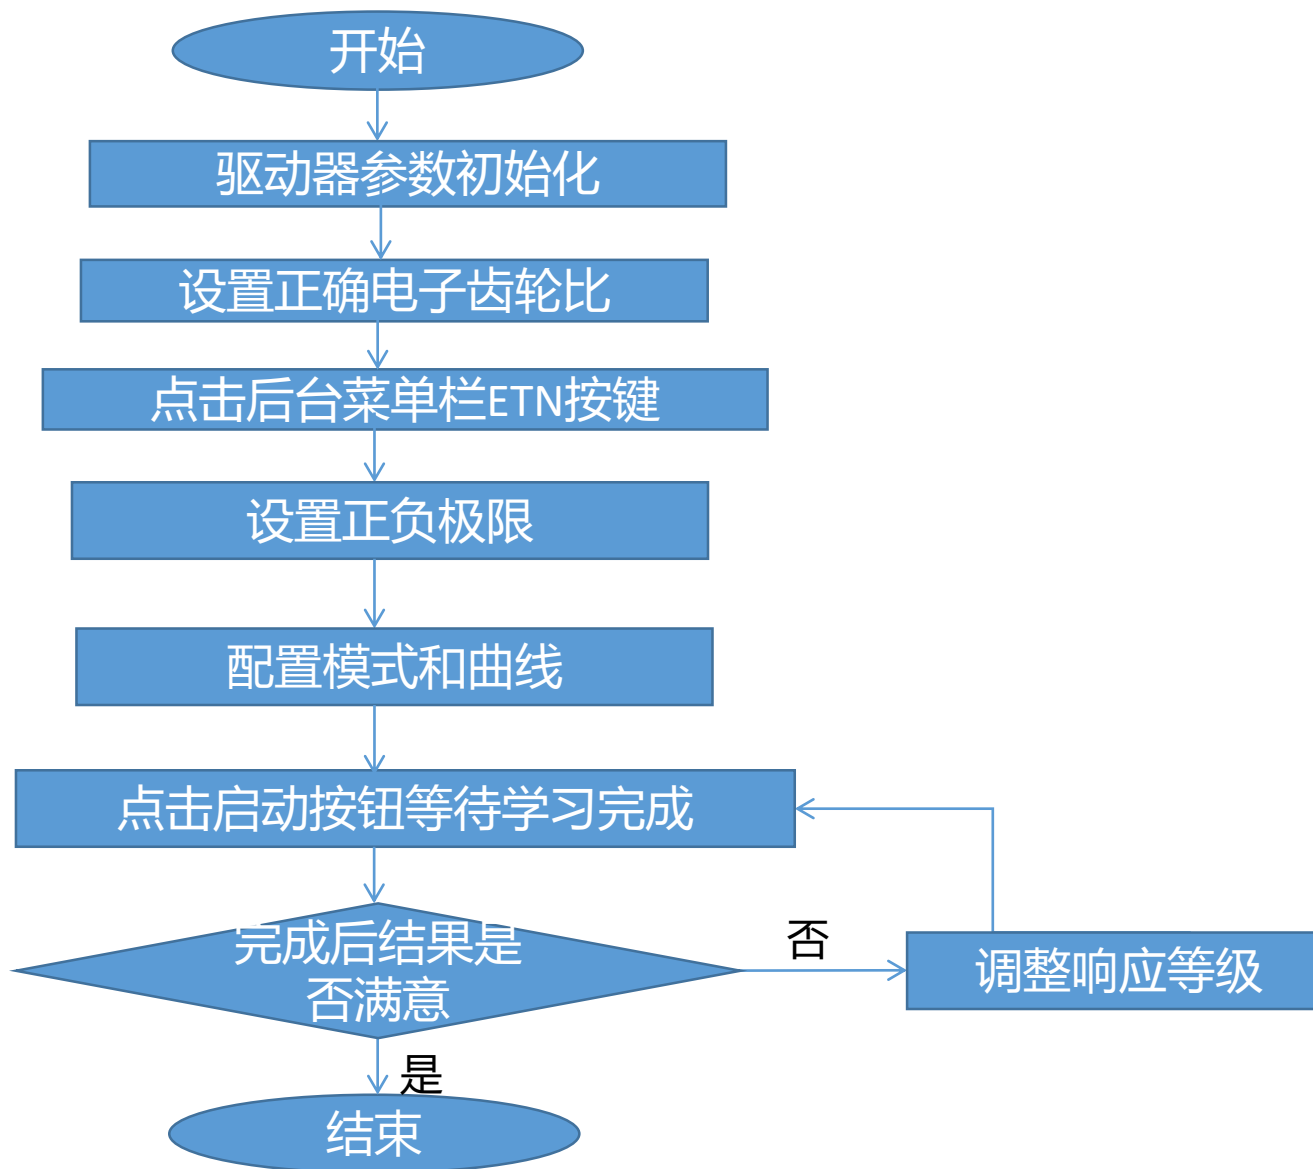 开始
驱动器参数初始化
设置正确电子齿轮比
点击后台菜单栏ETN按键
设置正负极限
配置模式和曲线
点击启动按钮等待学习完成
完成后结果是
否满意
否
调整响应等级
是
结束